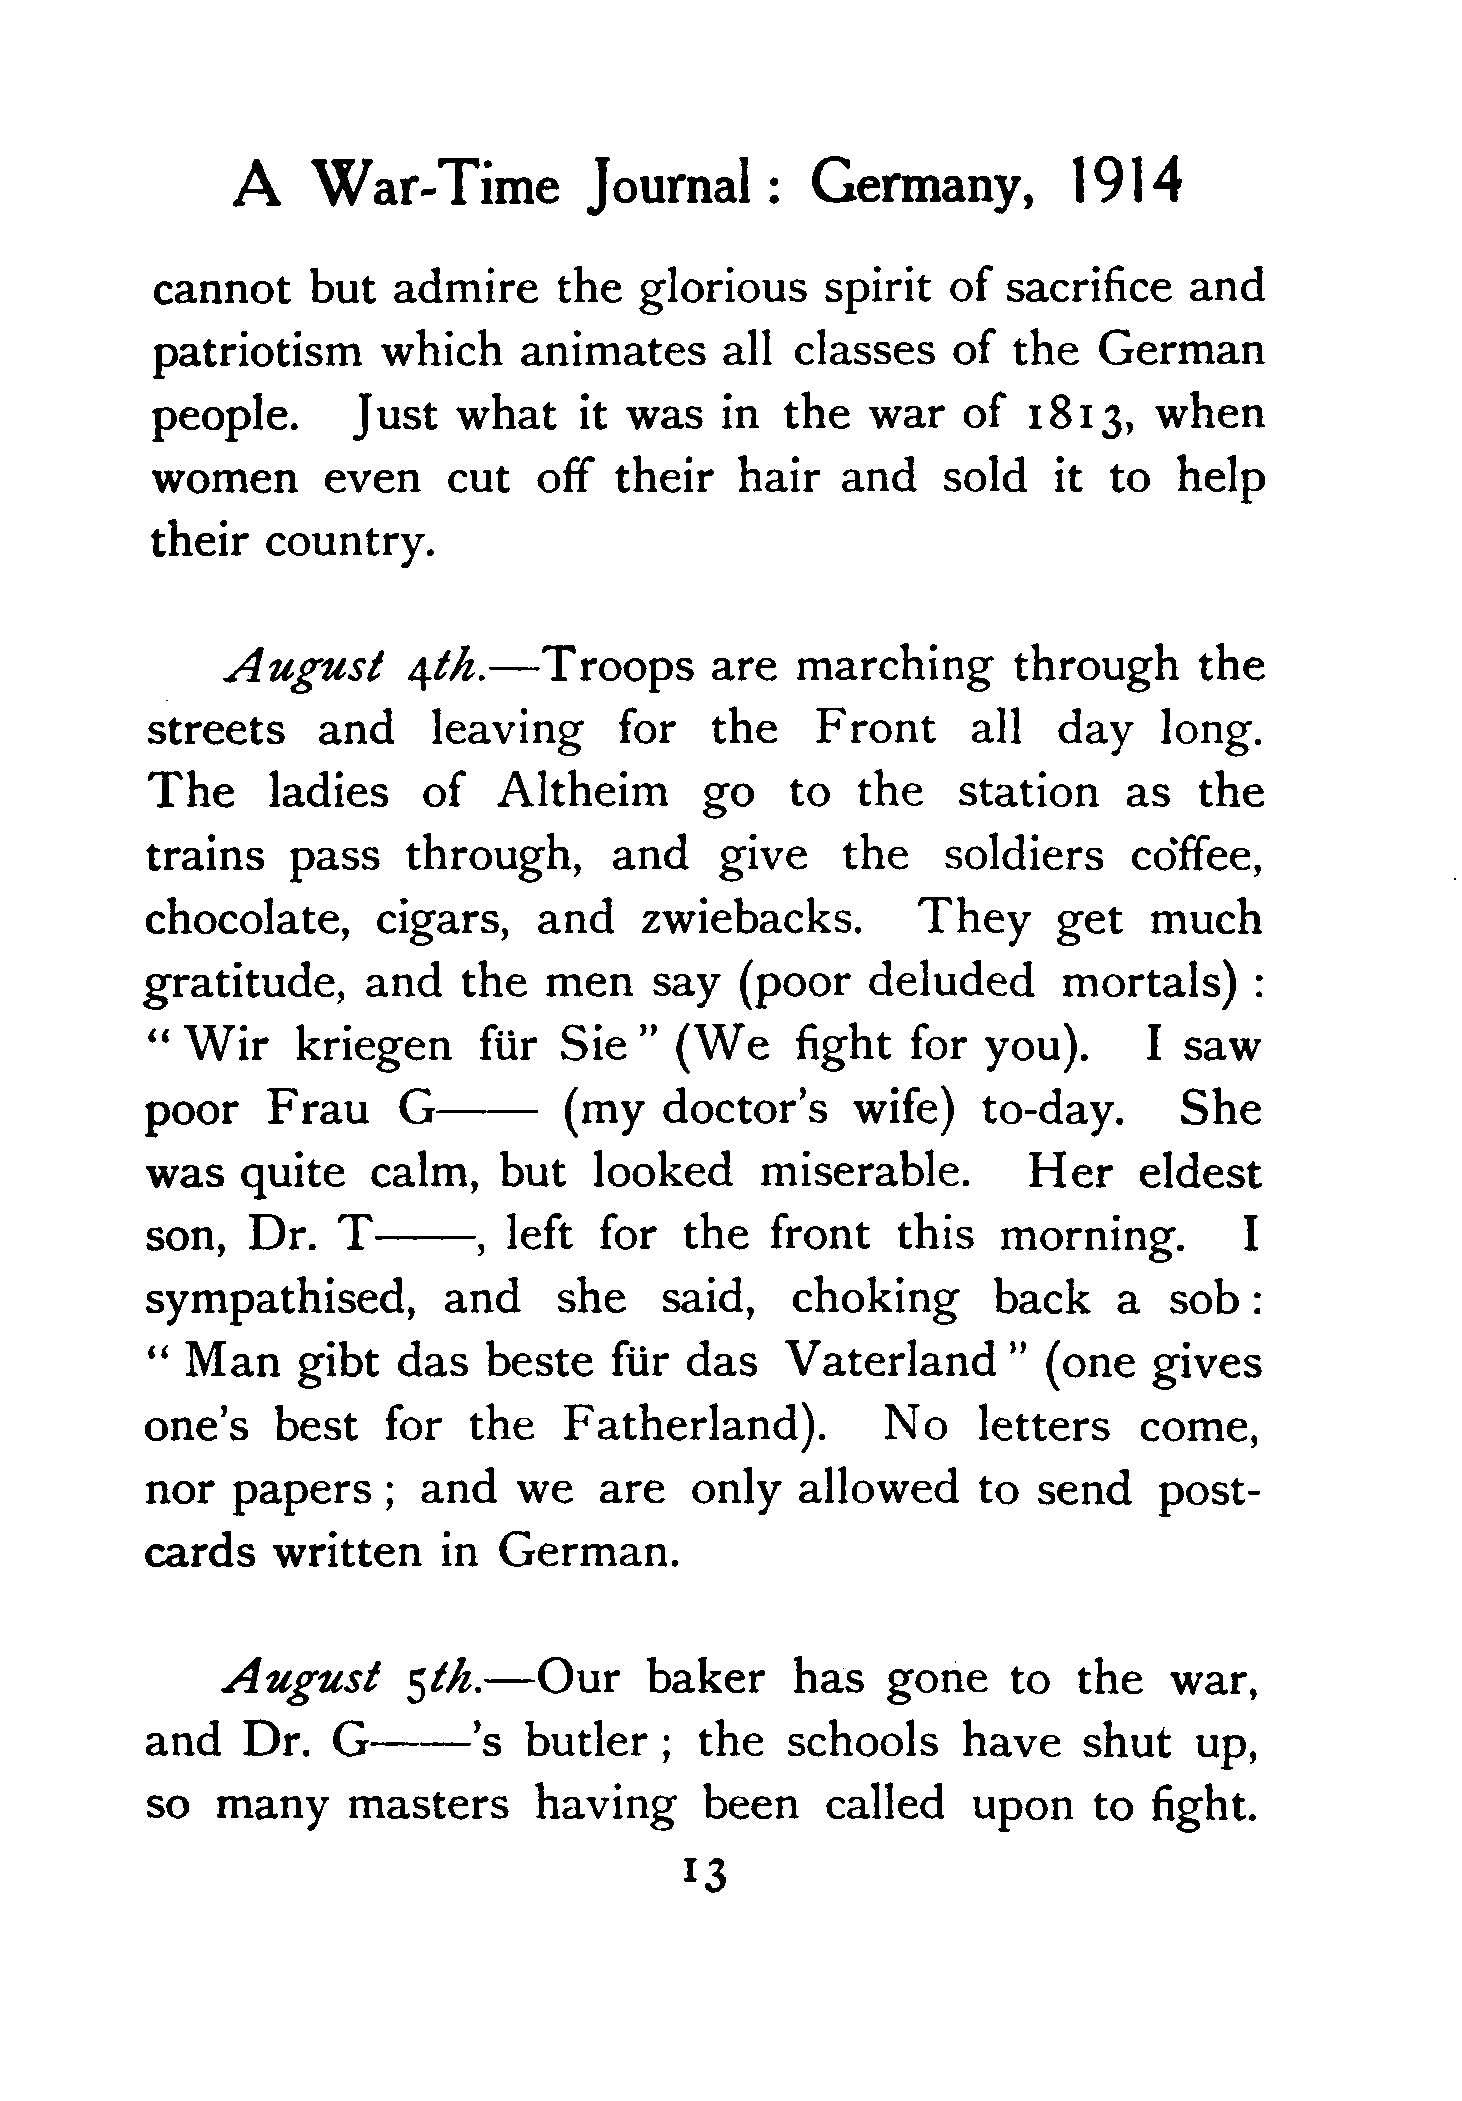 A War-Time Journal : Germany, 1914
cannot but admire the glorious spirit of sacrifice and
patriotism which animates all classes of the German
people. Just what it was in the war of 1813, when
women even cut off their hair and sold it to help
their country.
August 4th.—Troops are marching through the
streets and leaving for the Front all day long.
The ladies of Altheim go to the station as the
trains pass through, and give the soldiers coffee,
chocolate, cigars, and zwiebacks. They get much
gratitude, and the men say (poor deluded mortals) :
“ Wir kriegen für Sie ” (We fight for you). I saw
poor Frau G—— (my doctor’s wife) to-day. She
was quite calm, but looked miserable. Her eldest
son, Dr. T——, left for the front this morning. I
sympathised, and she said, choking back a sob :
“ Man gibt das beste für das Vaterland ” (one gives
one’s best for the Fatherland). No letters come,
nor papers ; and we are only allowed to send post-
cards written in German.
August 5th.—Our baker has gone to the war,
and Dr. G——’s butler ; the schools have shut up,
so many masters having been called upon to fight.
13